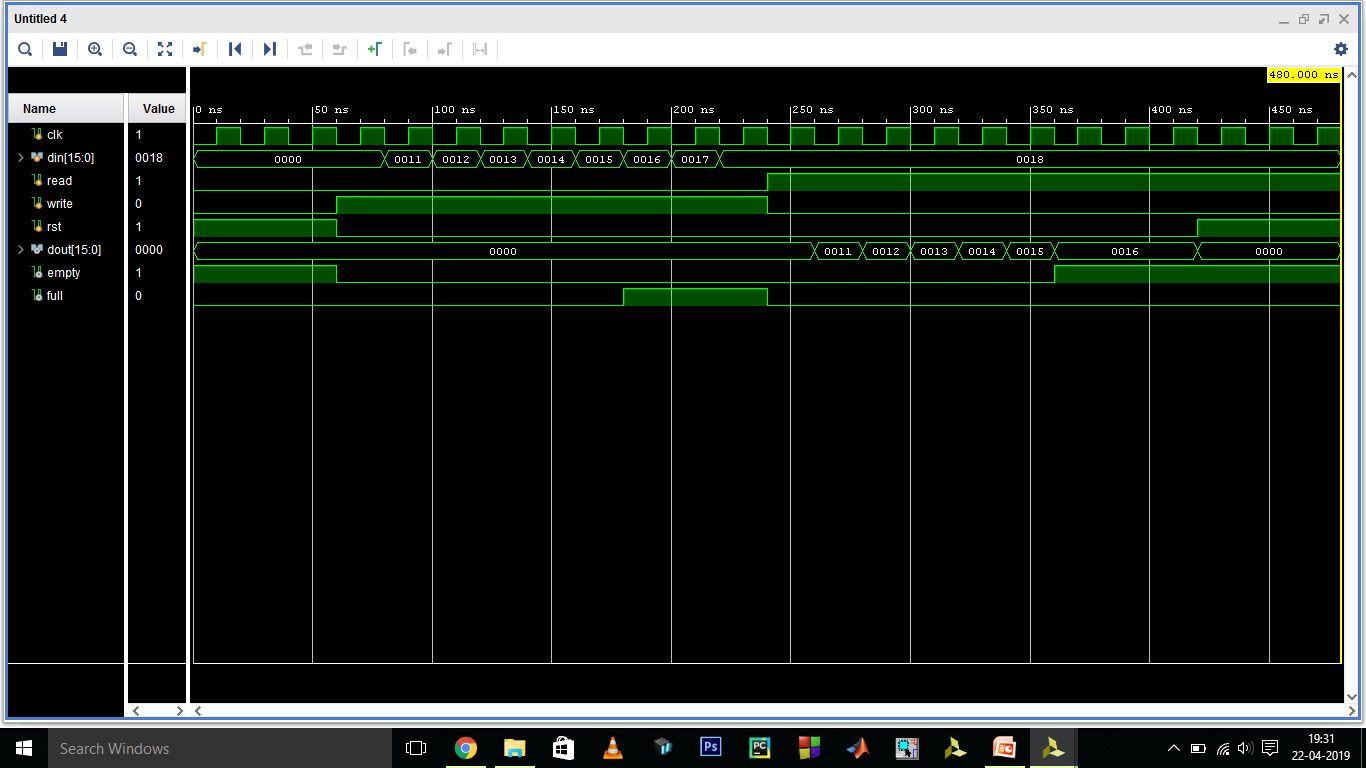 Untitled 4
480.000 ns
Name Value
0 ns 50 ns 100 ns 150 ns 200 ns 250 ns 300 ns 350 ns 400 ns 450 ns
clk 1
din[15:0] 0018 0000 0011 0012 0013 0014 0015 0016 0017 0018
read 1
write 0
rst 1
dout[15:0] 0000 0000 0011 0012 0013 0014 0015 0016 0000
empty 1
full 0
Search Windows
Ps
PC
19:31
22-04-2019